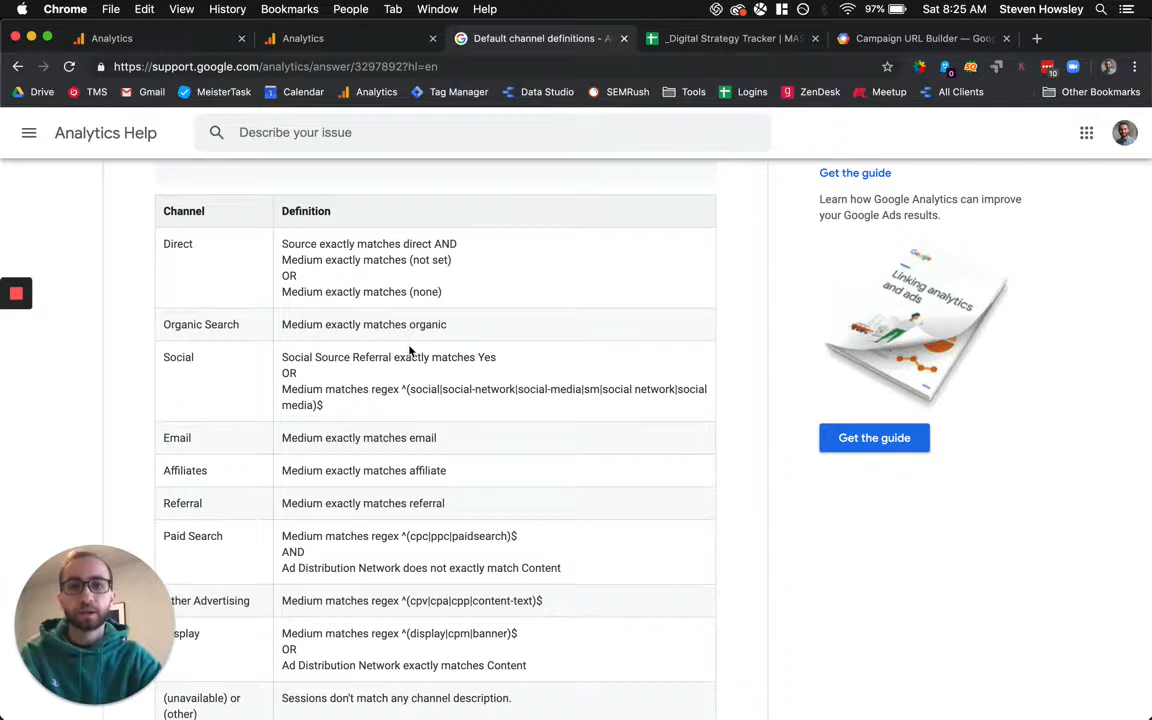 Chrome File Edit View History Bookmarks People Tab Window Help 97% Sat 8:25 AM Steven Howsley
Analytics × Analytics × Default channel definitions - A × _Digital Strategy Tracker | MAS × Campaign URL Builder — Goo × +
https://support.google.com/analytics/answer/3297892?hl=en 0 10
Drive TMS Gmail MeisterTask Calendar Analytics Tag Manager Data Studio SEMRush Tools Logins ZenDesk Meetup All Clients Other Bookmarks
Analytics Help Describe your issue
Get the guide
Learn how Google Analytics can improve
your Google Ads results.
Google
Linking analytics
and ads
Get the guide
Channel Definition
Direct Source exactly matches direct AND
Medium exactly matches (not set)
OR
Medium exactly matches (none)
Organic Search Medium exactly matches organic
Social Social Source Referral exactly matches Yes
OR
Medium matches regex ^(social|social-network|social-media|sm|social network|social
media)$
Email Medium exactly matches email
Affiliates Medium exactly matches affiliate
Referral Medium exactly matches referral
Paid Search Medium matches regex ^(cpc|ppc|paidsearch)$
AND
Ad Distribution Network does not exactly match Content
ther Advertising Medium matches regex ^(cpv|cpa|cpp|content-text)$
splay Medium matches regex ^(display|cpm|banner)$
OR
Ad Distribution Network exactly matches Content
(unavailable) or Sessions don't match any channel description.
(other)